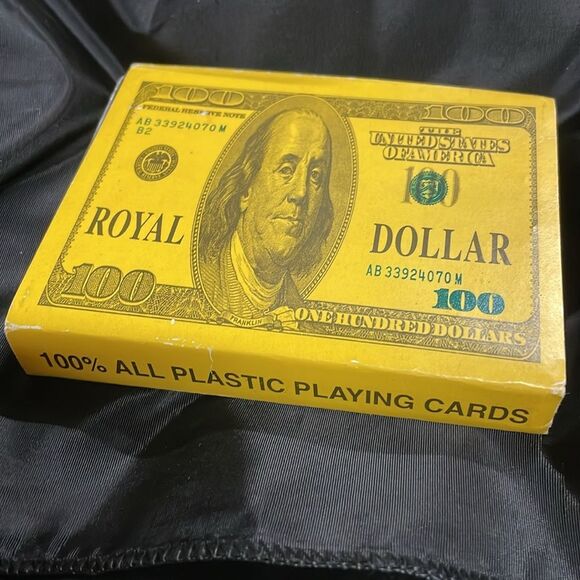 100 100
FEDERAL RESERVE NOTE
THE
UNITED STATES
OF AMERICA
AB 33924070 M
B2
100
ROYAL DOLLAR
AB 33924070 M
100 100
FRANKLIN
ONE HUNDRED DOLLARS
100% ALL PLASTIC PLAYING CARDS